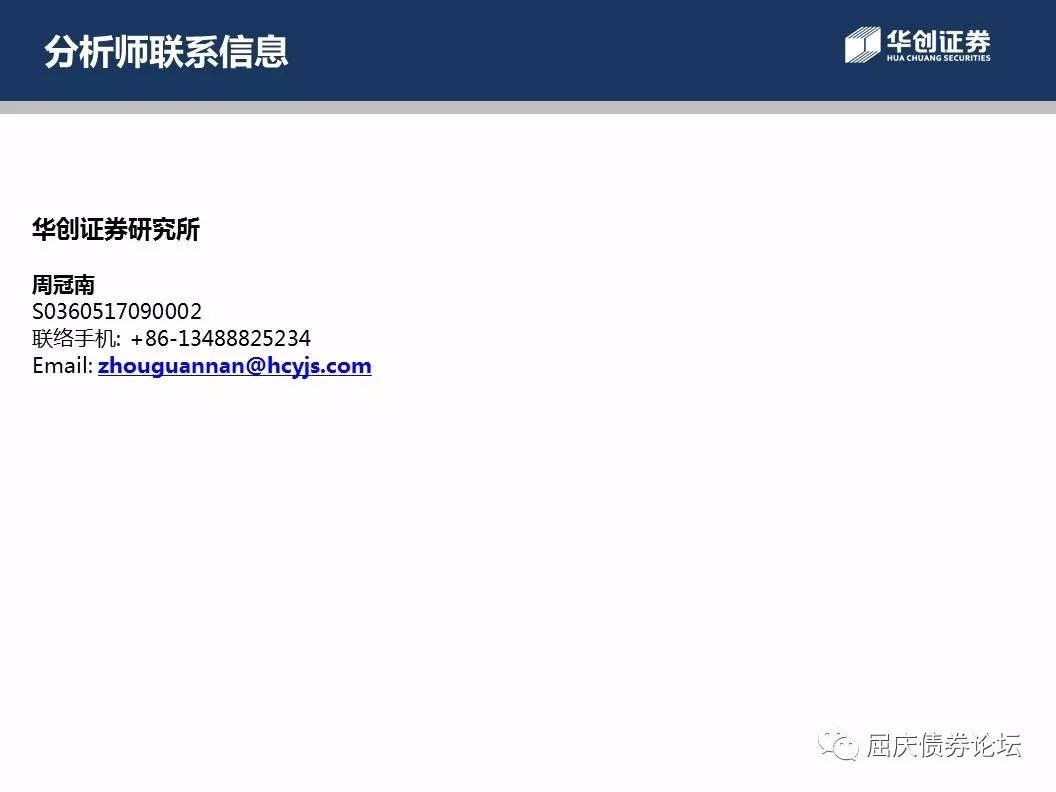 分析师联系信息
华创证券
HUA CHUANG SECURITIES
华创证券研究所
周冠南
S0360517090002
联络手机: +86-13488825234
Email: zhouguannan@hcyjs.com
屈庆债券论坛